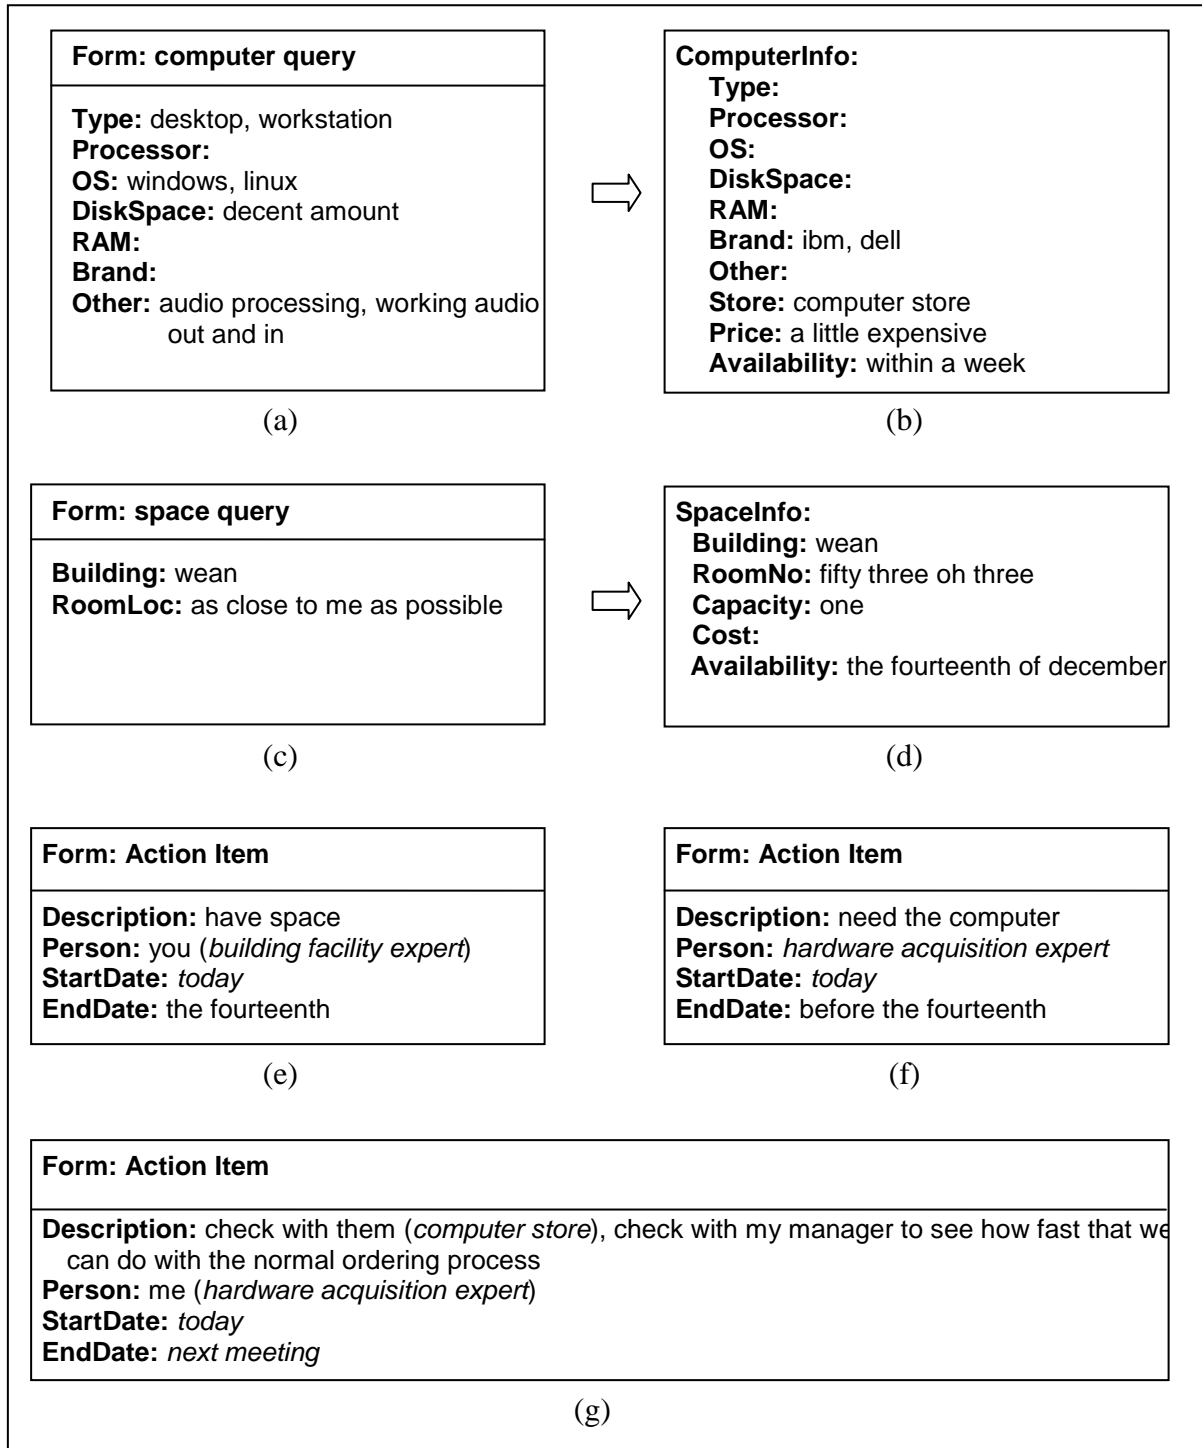 Form: computer query
Type: desktop, workstation
Processor:
OS: windows, linux
DiskSpace: decent amount
RAM:
Brand:
Other: audio processing, working audio
out and in
(a)
ComputerInfo:
Type:
Processor:
OS:
DiskSpace:
RAM:
Brand: ibm, dell
Other:
Store: computer store
Price: a little expensive
Availability: within a week
(b)
Form: space query
Building: wean
RoomLoc: as close to me as possible
(c)
SpaceInfo:
Building: wean
RoomNo: fifty three oh three
Capacity: one
Cost:
Availability: the fourteenth of december
(d)
Form: Action Item
Description: have space
Person: you (building facility expert)
StartDate: today
EndDate: the fourteenth
(e)
Form: Action Item
Description: need the computer
Person: hardware acquisition expert
StartDate: today
EndDate: before the fourteenth
(f)
Form: Action Item
Description: check with them (computer store), check with my manager to see how fast that we
can do with the normal ordering process
Person: me (hardware acquisition expert)
StartDate: today
EndDate: next meeting
(g)